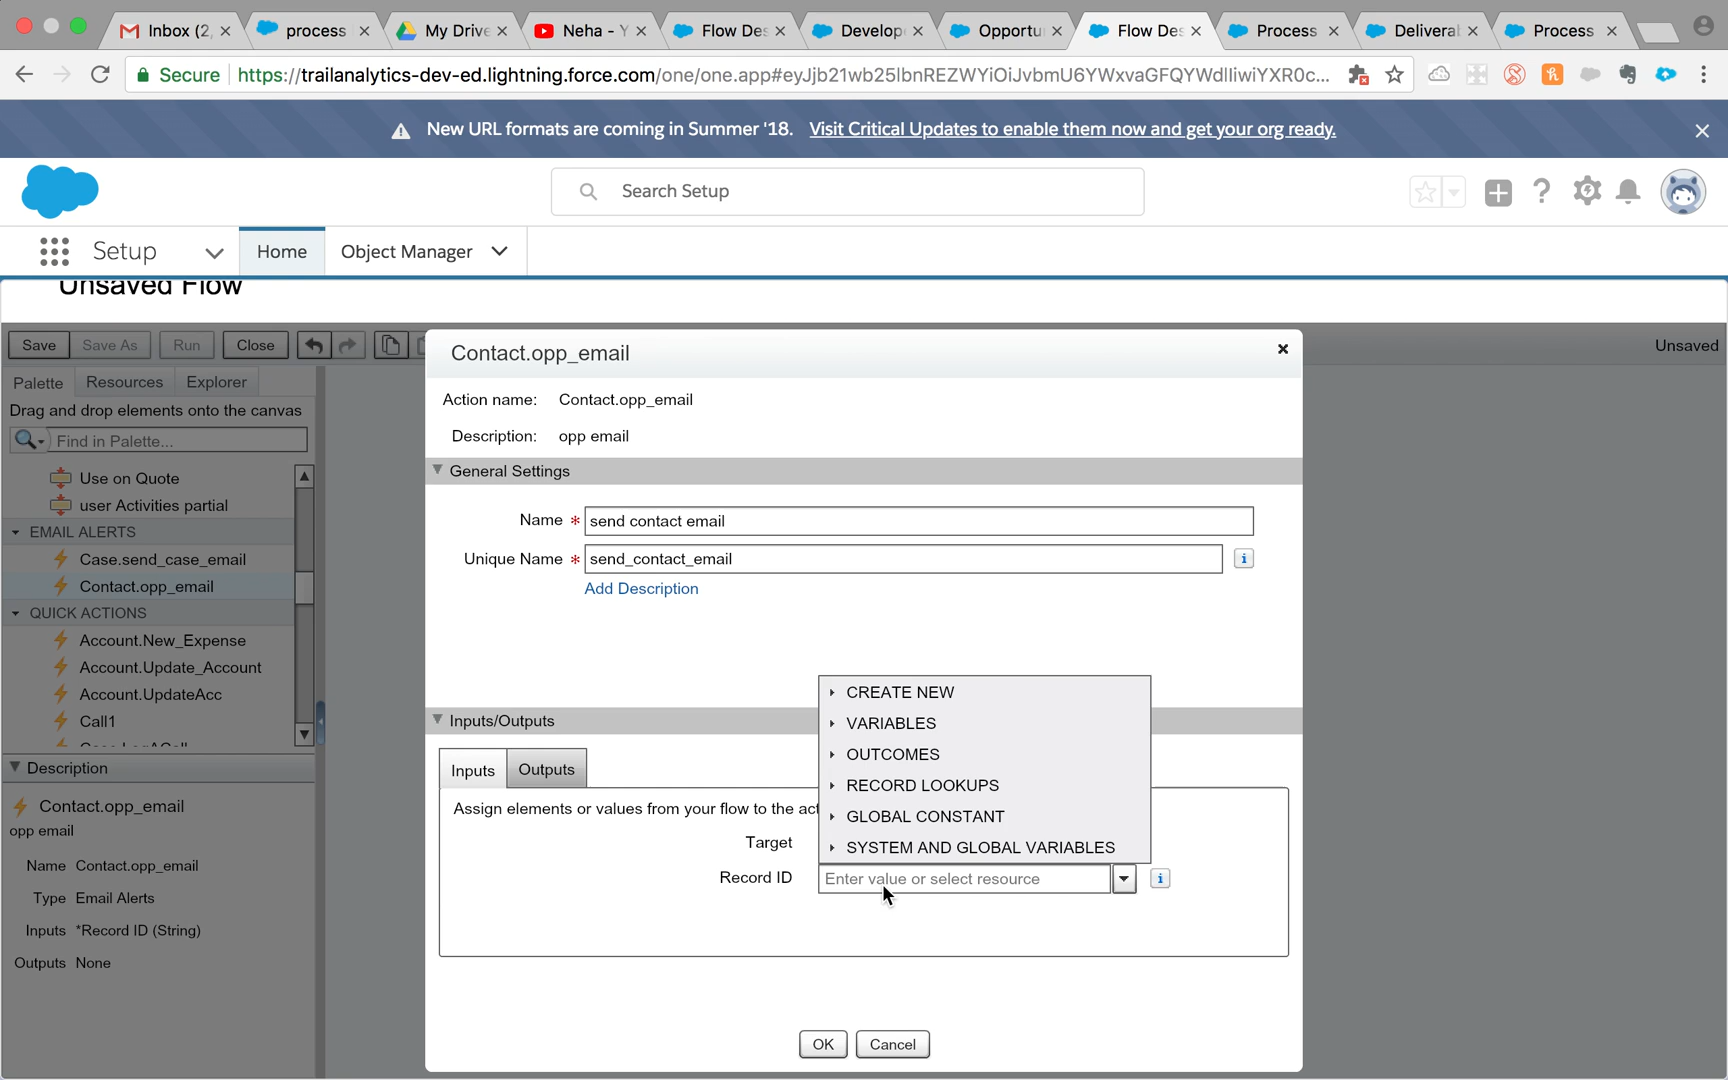 Inbox (2,
process
My Drive
Neha - Y
Flow Des
Develop
Opportu
Flow Des
Process
Deliveral
Process
Secure
https://trailanalytics-dev-ed.lightning.force.com/one/one.app#eyJjb21wb25lbnREZWYiOiJvbmU6YWxvaGFQYWdlIiwiYXR0c...
New URL formats are coming in Summer '18. Visit Critical Updates to enable them now and get your org ready.
Search Setup
Setup
Home
Object Manager
Unsaved Flow
Save
Save As
Run
Close
Unsaved
Palette
Resources
Explorer
Drag and drop elements onto the canvas
Find in Palette...
Use on Quote
user Activities partial
EMAIL ALERTS
Case.send_case_email
Contact.opp_email
QUICK ACTIONS
Account.New_Expense
Account.Update_Account
Account.UpdateAcc
Call1
Case.LogACall
Description
Contact.opp_email
opp email
Name Contact.opp_email
Type Email Alerts
Inputs *Record ID (String)
Outputs None
Contact.opp_email
Action name: Contact.opp_email
Description: opp email
General Settings
Name * send contact email
Unique Name * send_contact_email
Add Description
Inputs/Outputs
Inputs
Outputs
Assign elements or values from your flow to the act
Target
CREATE NEW
VARIABLES
OUTCOMES
RECORD LOOKUPS
GLOBAL CONSTANT
SYSTEM AND GLOBAL VARIABLES
Record ID
Enter value or select resource
OK
Cancel